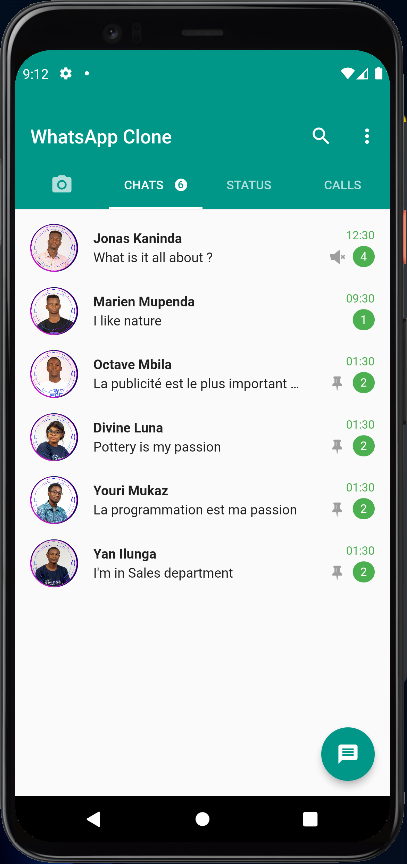 9:12
WhatsApp Clone
CHATS 6 STATUS CALLS
Jonas Kaninda 12:30
What is it all about ? 4
Marien Mupenda 09:30
I like nature 1
Octave Mbila 01:30
La publicité est le plus important ... 2
Divine Luna 01:30
Pottery is my passion 2
Youri Mukaz 01:30
La programmation est ma passion 2
Yan Ilunga 01:30
I'm in Sales department 2